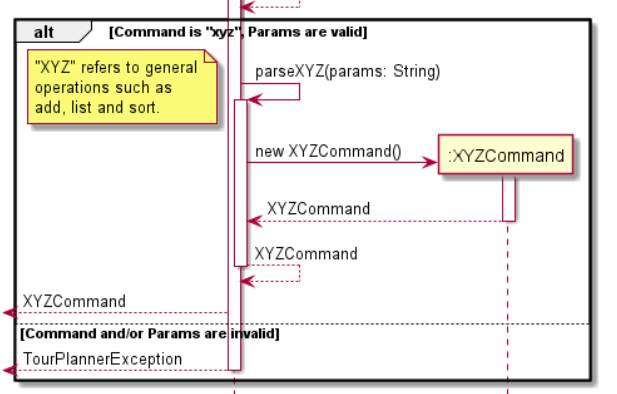 alt [Command is "xyz", Params are valid]
"XYZ" refers to general
operations such as
add, list and sort.
parseXYZ(params: String)
new XYZCommand()
:XYZCommand
XYZCommand
XYZCommand
XYZCommand
[Command and/or Params are invalid]
TourPlannerException